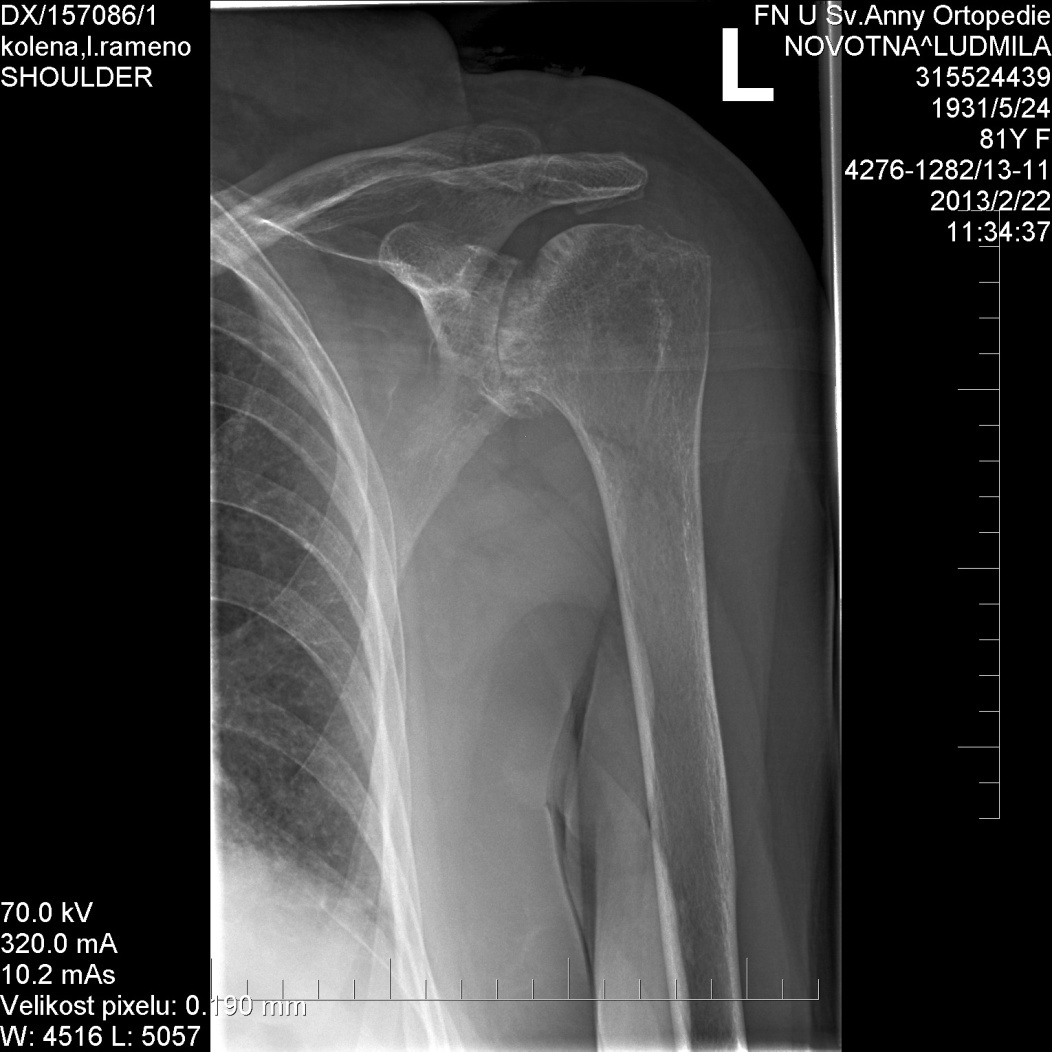 DX/157086/1
kolena,l.rameno
SHOULDER
FN U Sv.Anny Ortopedie
NOVOTNA^LUDMILA
315524439
1931/5/24
81Y F
4276-1282/13-11
2013/2/22
11:34:37
L
70.0 kV
320.0 mA
10.2 mAs
Velikost pixelu: 0.190 mm
W: 4516 L: 5057